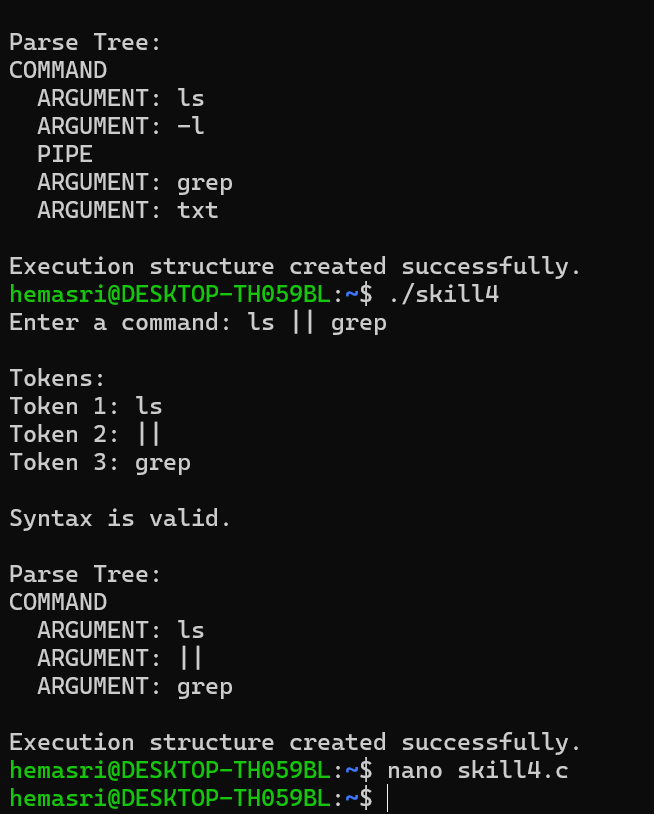 Parse Tree:
COMMAND
  ARGUMENT: ls
  ARGUMENT: -l
  PIPE
  ARGUMENT: grep
  ARGUMENT: txt

Execution structure created successfully.
hemasri@DESKTOP-TH059BL:~$ ./skill4
Enter a command: ls || grep

Tokens:
Token 1: ls
Token 2: ||
Token 3: grep

Syntax is valid.

Parse Tree:
COMMAND
  ARGUMENT: ls
  ARGUMENT: ||
  ARGUMENT: grep

Execution structure created successfully.
hemasri@DESKTOP-TH059BL:~$ nano skill4.c
hemasri@DESKTOP-TH059BL:~$